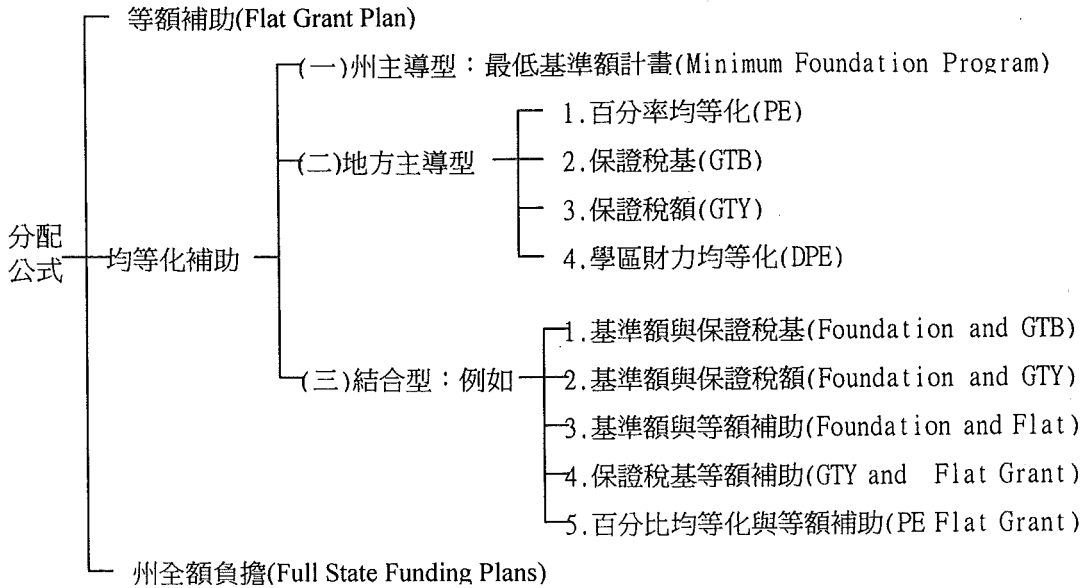 等額補助(Flat Grant Plan)
(一)州主導型：最低基準額計畫(Minimum Foundation Program)
1.百分率均等化(PE)
(二)地方主導型
2.保證稅基(GTB)
3.保證稅額(GTY)
分配
公式
均等化補助
4.學區財力均等化(DPE)
1.基準額與保證稅基(Foundation and GTB)
(三)結合型：例如
2.基準額與保證稅額(Foundation and GTY)
3.基準額與等額補助(Foundation and Flat)
4.保證稅基等額補助(GTY and Flat Grant)
5.百分比均等化與等額補助(PE Flat Grant)
州全額負擔(Full State Funding Plans)